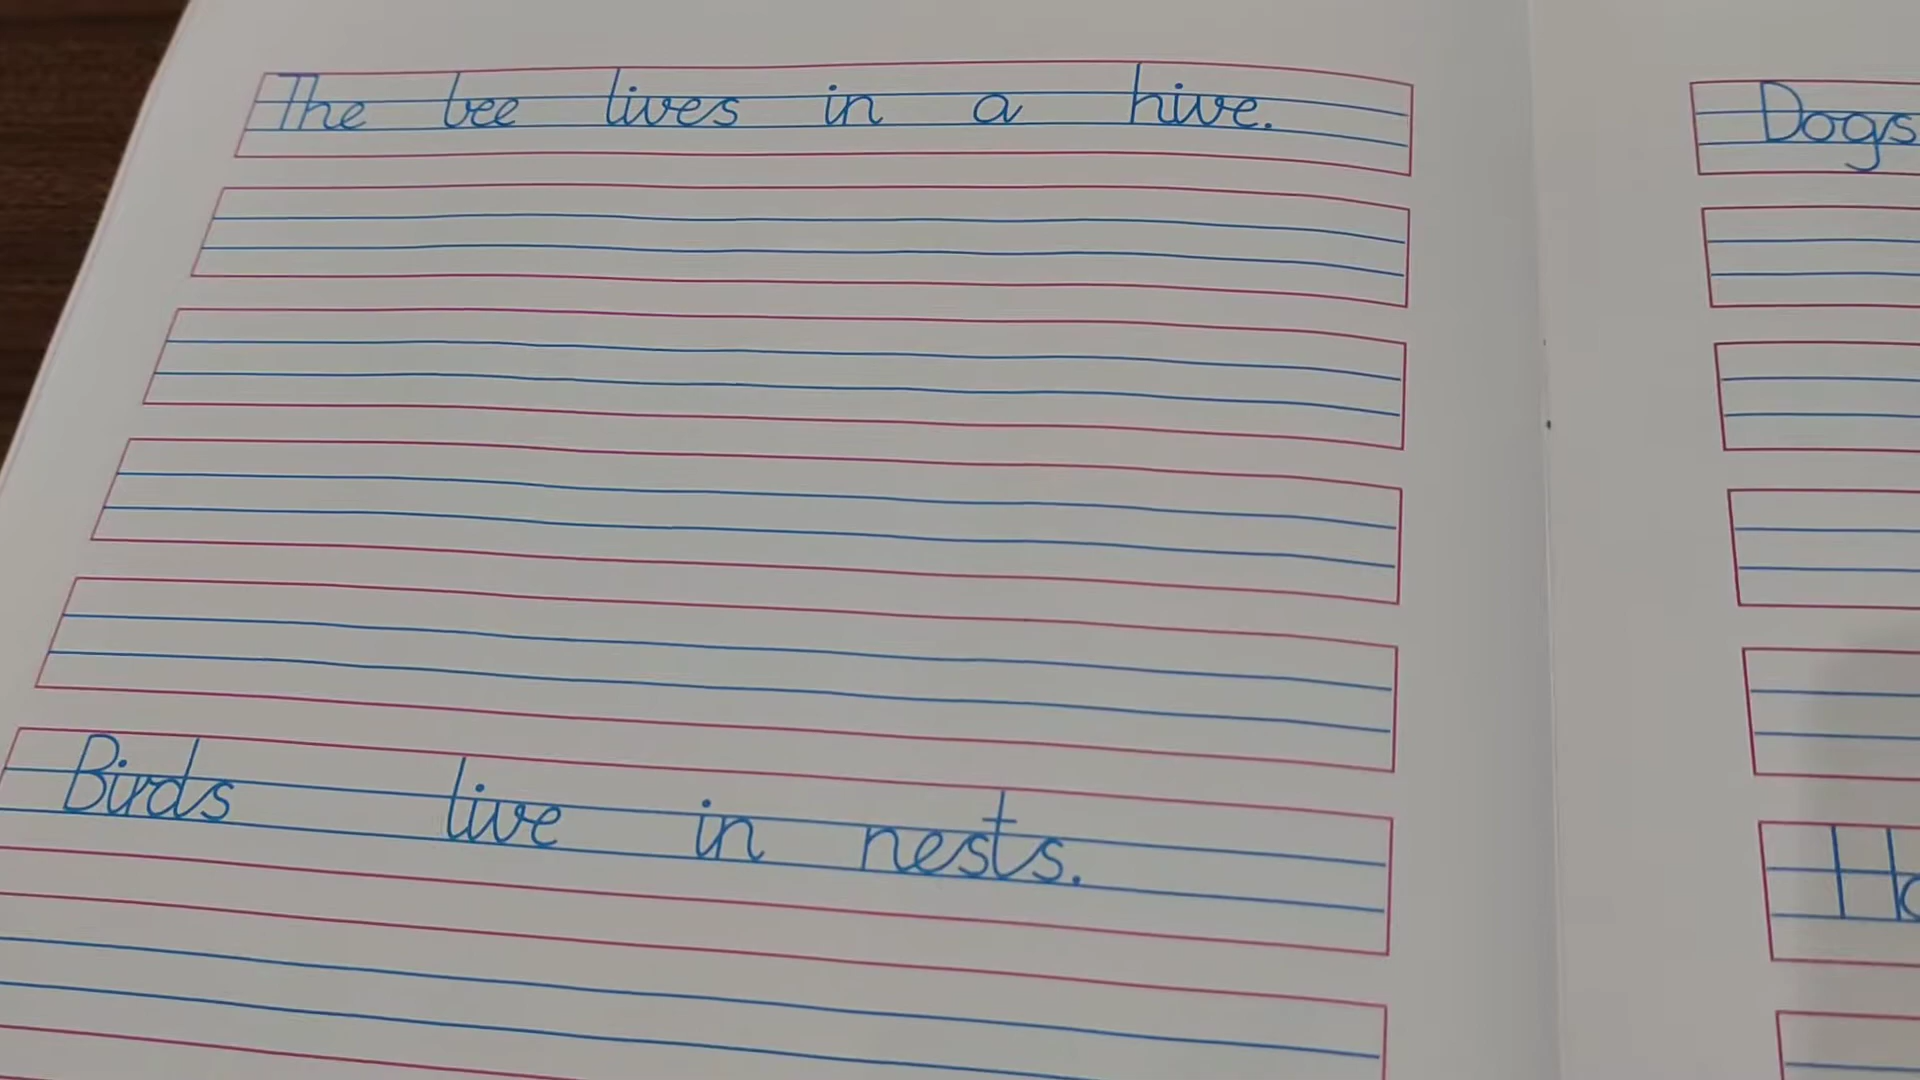 The bee lives in a hive.
Birds live in nests.
Dogs